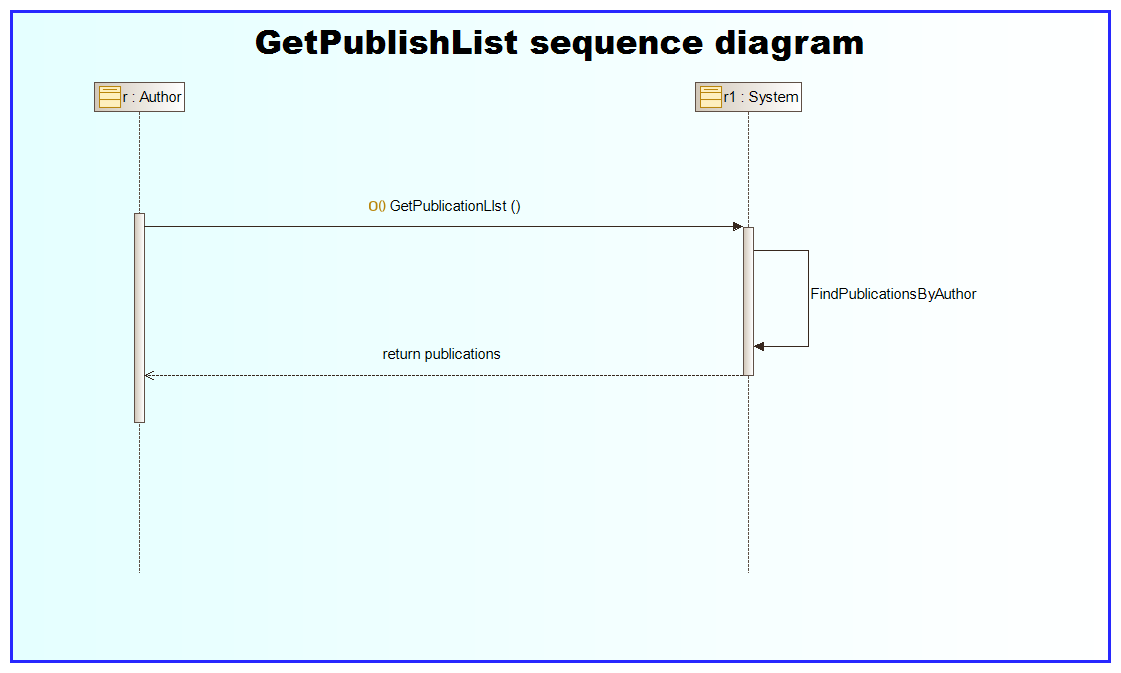 GetPublishList sequence diagram
r : Author
r1 : System
O() GetPublicationLIst ()
FindPublicationsByAuthor
return publications